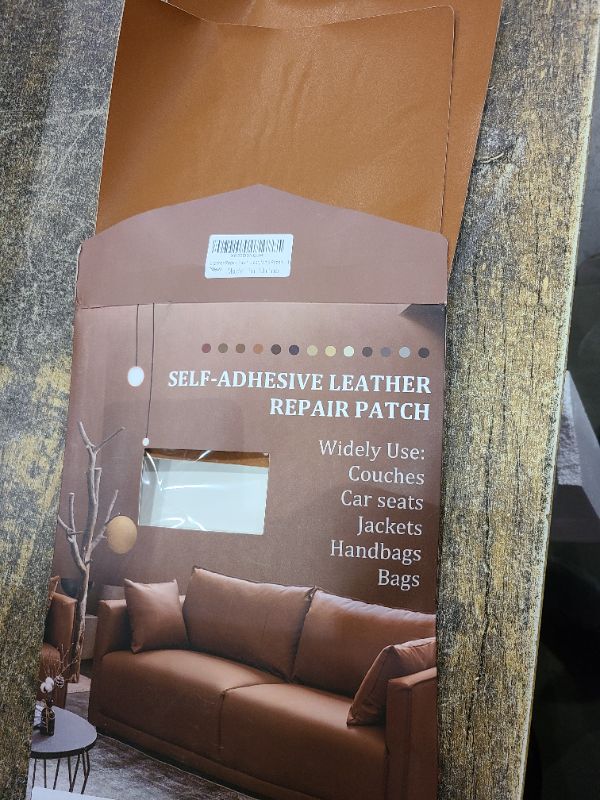 SELF-ADHESIVE LEATHER
REPAIR PATCH
Widely Use:
Couches
Car seats
Jackets
Handbags
Bags